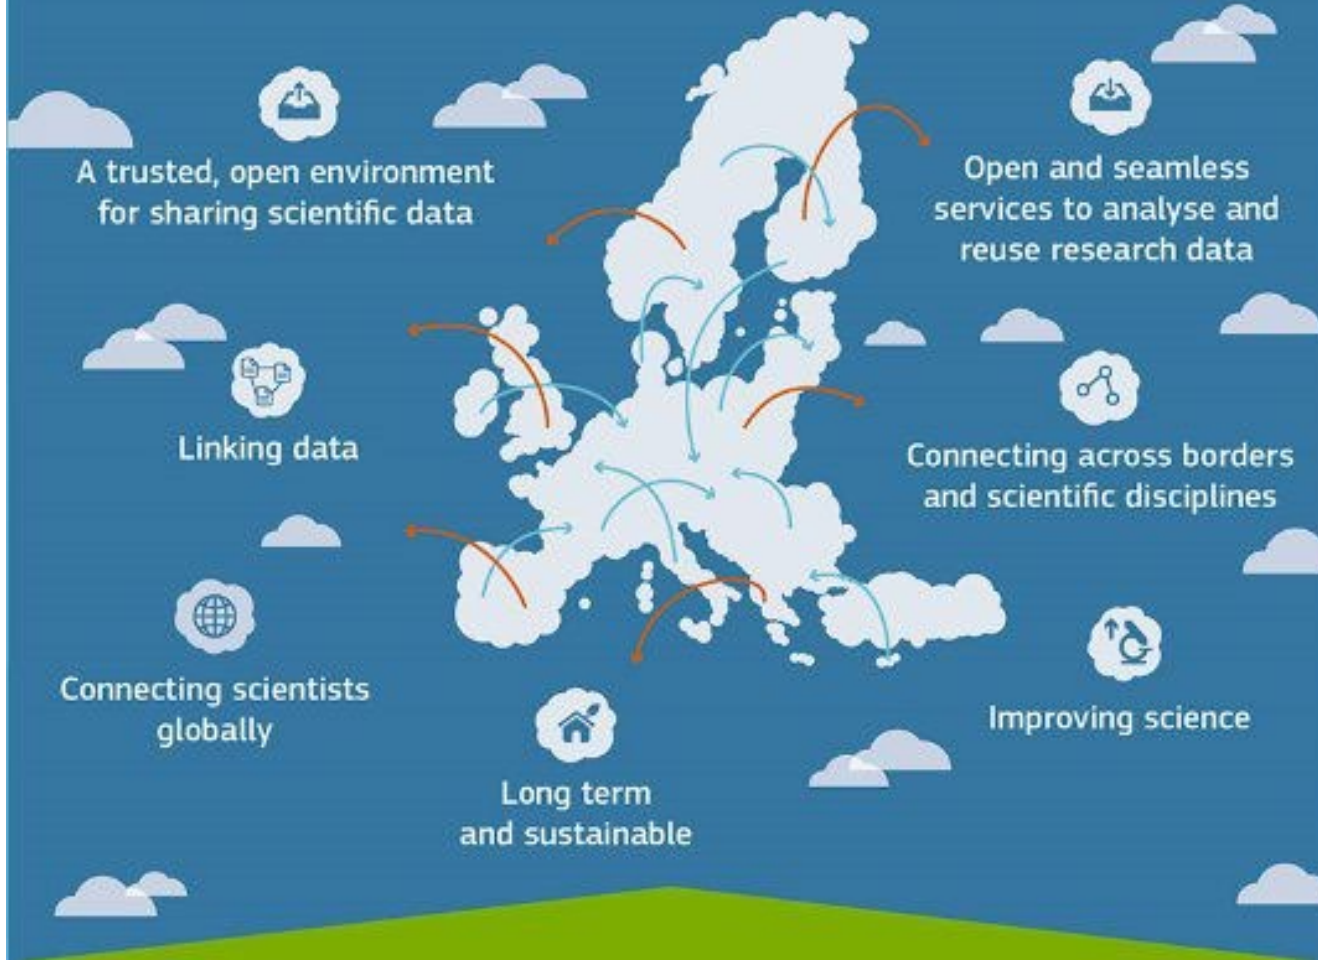 A trusted, open environment
for sharing scientific data
Open and seamless
services to analyse and
reuse research data
Linking data
Connecting across borders
and scientific disciplines
Connecting scientists
globally
Improving science
Long term
and sustainable